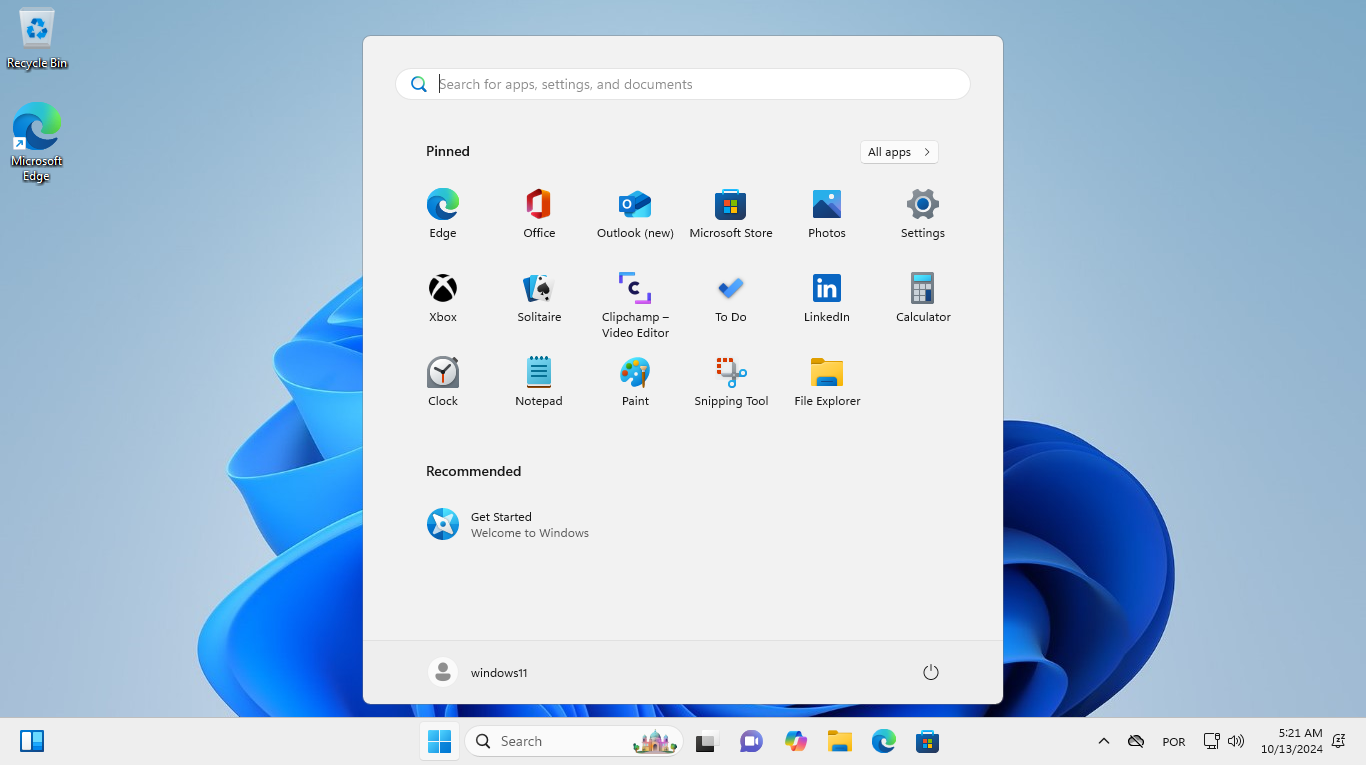 Recycle Bin
Microsoft
Edge
Search for apps, settings, and documents
Pinned
All apps
Edge
Office
Outlook (new)
Microsoft Store
Photos
Settings
Xbox
Solitaire
Clipchamp –
Video Editor
To Do
LinkedIn
Calculator
Clock
Notepad
Paint
Snipping Tool
File Explorer
Recommended
Get Started
Welcome to Windows
windows11
Search
POR
5:21 AM
10/13/2024